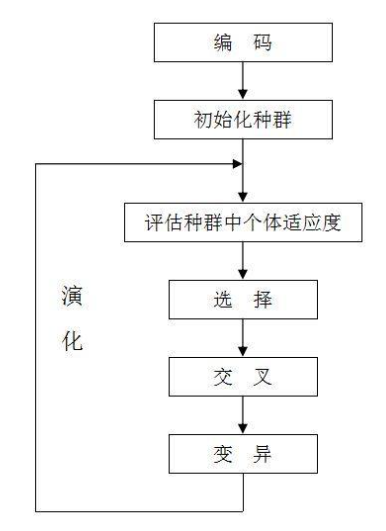 编 码
初始化种群
评估种群中个体适应度
选 择
交 叉
变 异
演
化